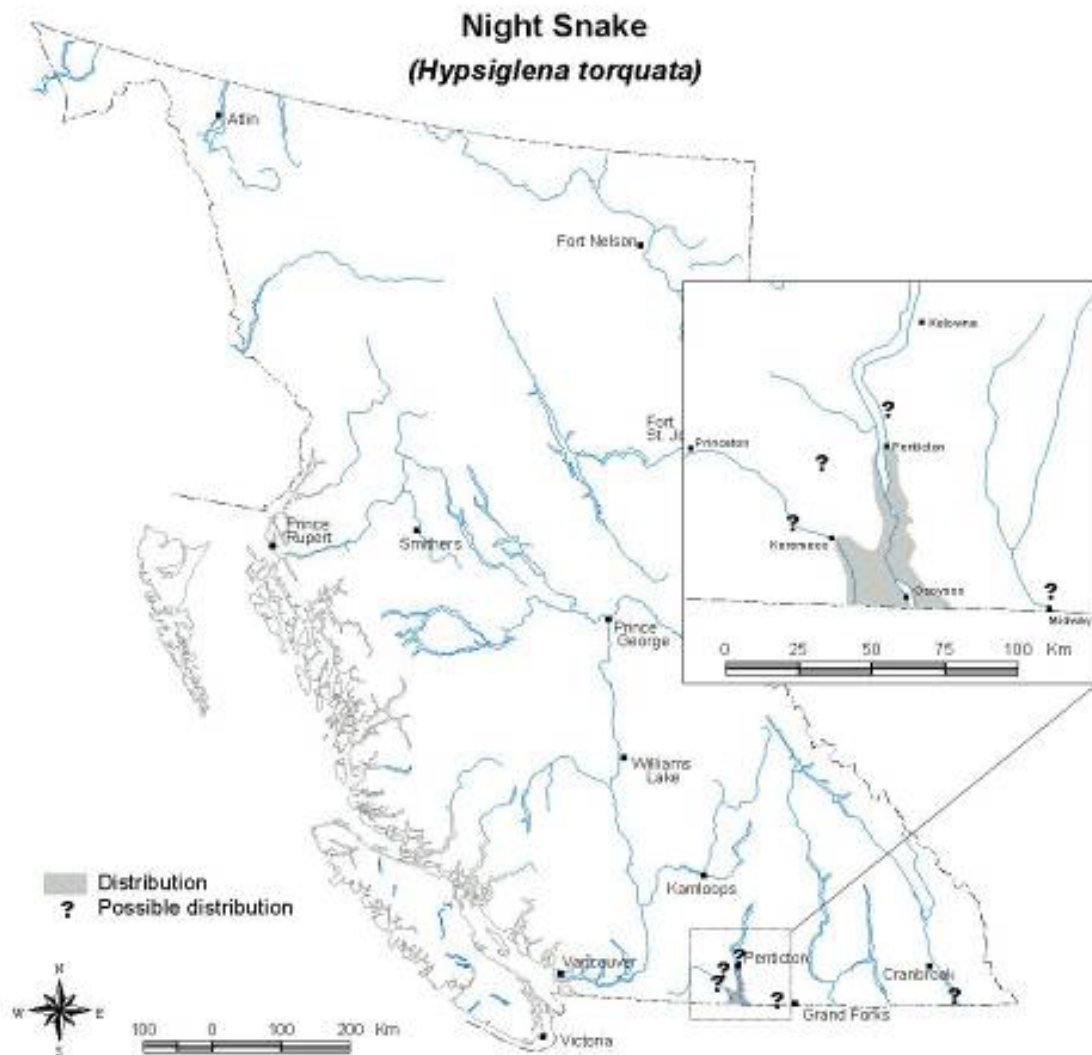 Night Snake
(Hypsiglena torquata)
Atlin
Fort Nelson
Kelowna
?
Fort
St. Jo
Princeton
Penticton
?
Prince
Rupert
Smithers
?
Keremeos
Osoyoos
?
Midway
Prince
George
0 25 50 75 100 Km
Williams
Lake
Distribution
? Possible distribution
Kamloops
Vancouver
?
Penticton
?
?
?
Cranbrook
?
Grand Forks
N
W E
S
100 0 100 200 Km
Victoria